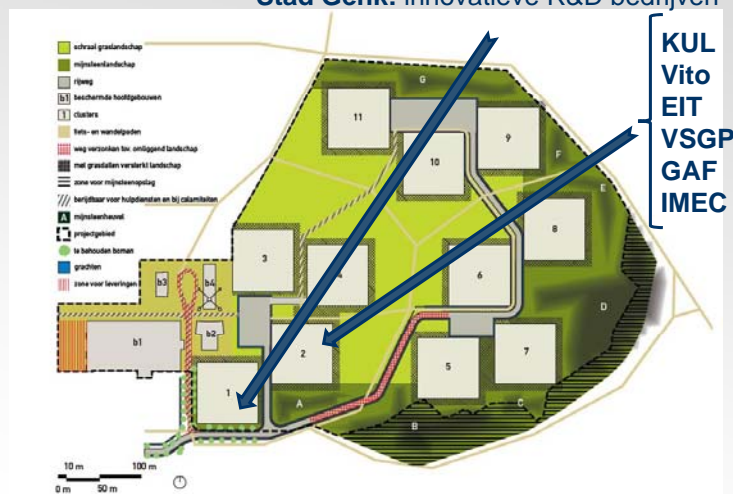 Stad Genk: Innovatieve R&D bedrijven
KUL
Vito
EIT
VSGP
GAF
IMEC
schraal graslandschap
mijnsteenlandschap
rijweg
b1 beschermde hoofdgebouwen
1 clusters
fiets- en wandelpaden
weg verzonken tov. omliggend landschap
met grasdallen versterkt landschap
zone voor mijnsteenopslag
berijdbaar voor hulpdiensten en bij calamiteiten
A mijnsteenheuvel
projectgebied
te behouden bomen
grachten
zone voor leveringen
G
11
10
9
F
E
8
3
4
6
D
b3
b4
b2
b1
2
5
7
1
A
B
C
10 m 100 m
0 m 50 m